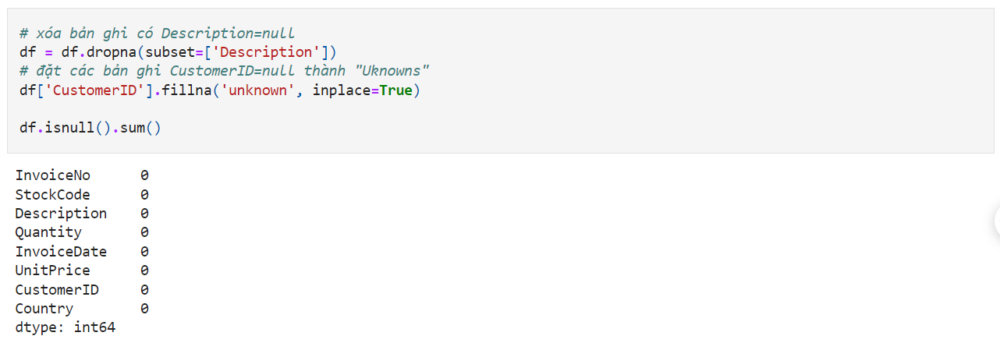 # xóa bản ghi có Description=null
df = df.dropna(subset=['Description'])
# đặt các bản ghi CustomerID=null thành "Uknowns"
df['CustomerID'].fillna('unknown', inplace=True)
df.isnull().sum()
InvoiceNo 0
StockCode 0
Description 0
Quantity 0
InvoiceDate 0
UnitPrice 0
CustomerID 0
Country 0
dtype: int64